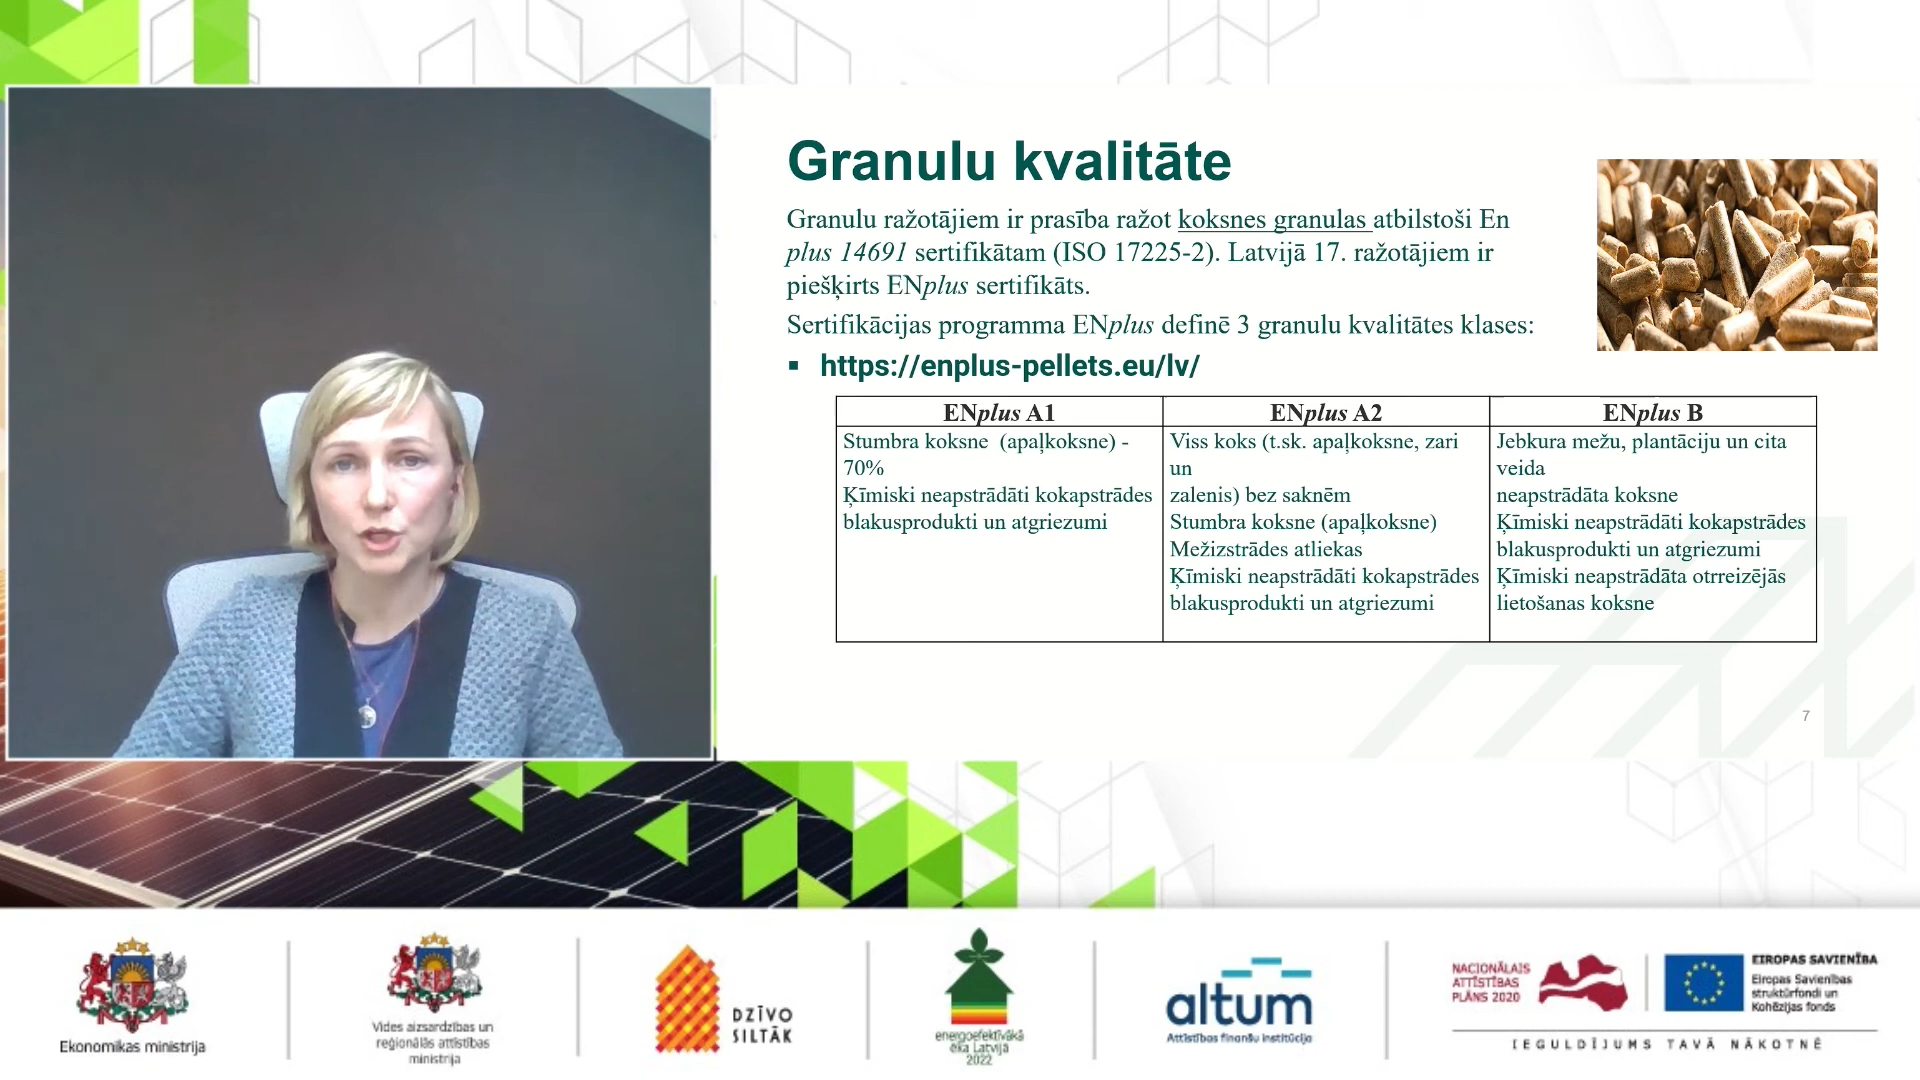 Granulu kvalitāte
Granulu ražotājiem ir prasība ražot koksnes granulas atbilstoši En
plus 14691 sertifikātam (ISO 17225-2). Latvijā 17. ražotājiem ir
piešķirts ENplus sertifikāts.
Sertifikācijas programma ENplus definē 3 granulu kvalitātes klases:
▪ https://enplus-pellets.eu/lv/
ENplus A1
Stumbra koksne (apaļkoksne) -
70%
Ķīmiski neapstrādāti kokapstrādes
blakusprodukti un atgriezumi
ENplus A2
Viss koks (t.sk. apaļkoksne, zari
un
zalenis) bez saknēm
Stumbra koksne (apaļkoksne)
Mežizstrādes atliekas
Ķīmiski neapstrādāti kokapstrādes
blakusprodukti un atgriezumi
ENplus B
Jebkura mežu, plantāciju un cita
veida
neapstrādāta koksne
Ķīmiski neapstrādāti kokapstrādes
blakusprodukti un atgriezumi
Ķīmiski neapstrādāta otrreizējās
lietošanas koksne
7
Ekonomikas ministrija
Vides aizsardzības un
reģionālās attīstības
ministrija
DZĪVO
SILTĀK
energoefektīvākā
ēka Latvijā
2022
altum
Attīstības finanšu institūcija
NACIONĀLAIS
ATTĪSTĪBAS
PLĀNS 2020
EIROPAS SAVIENĪBA
Eiropas Savienības
struktūrfondi un
Kohēzijas fonds
IEGULDĪJUMS TAVĀ NĀKOTNĒ